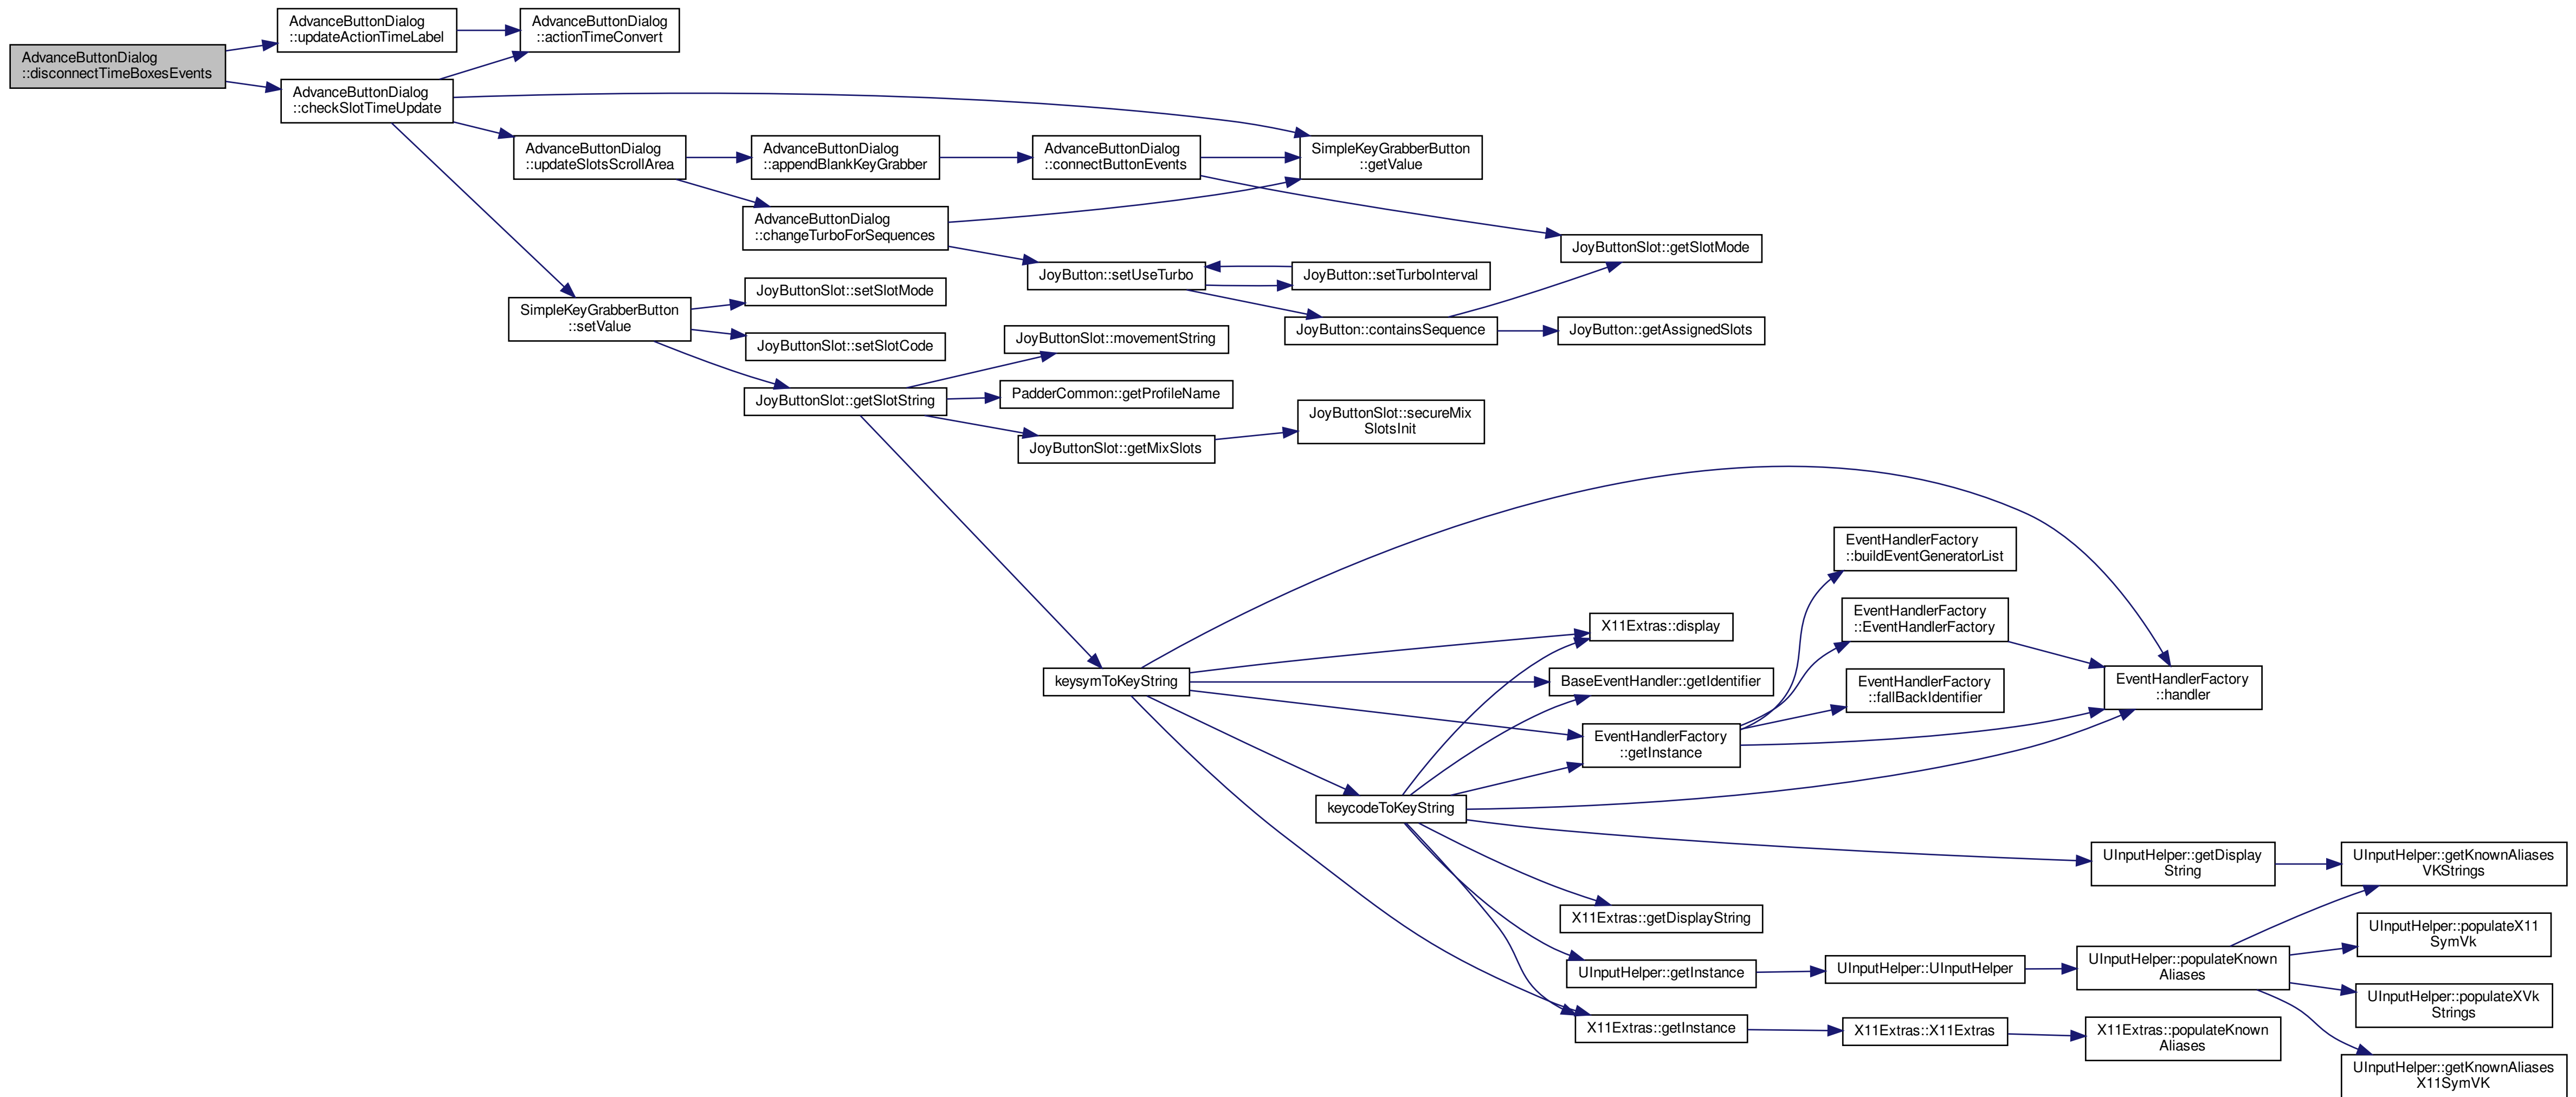 AdvanceButtonDialog
::disconnectTimeBoxesEvents
AdvanceButtonDialog
::updateActionTimeLabel
AdvanceButtonDialog
::actionTimeConvert
AdvanceButtonDialog
::checkSlotTimeUpdate
AdvanceButtonDialog
::updateSlotsScrollArea
AdvanceButtonDialog
::appendBlankKeyGrabber
AdvanceButtonDialog
::connectButtonEvents
SimpleKeyGrabberButton
::getValue
AdvanceButtonDialog
::changeTurboForSequences
JoyButtonSlot::getSlotMode
JoyButton::setUseTurbo
JoyButton::setTurboInterval
JoyButton::containsSequence
JoyButton::getAssignedSlots
SimpleKeyGrabberButton
::setValue
JoyButtonSlot::setSlotMode
JoyButtonSlot::setSlotCode
JoyButtonSlot::getSlotString
JoyButtonSlot::movementString
PadderCommon::getProfileName
JoyButtonSlot::getMixSlots
JoyButtonSlot::secureMix
SlotsInit
keysymToKeyString
X11Extras::display
BaseEventHandler::getIdentifier
EventHandlerFactory
::getInstance
EventHandlerFactory
::buildEventGeneratorList
EventHandlerFactory
::EventHandlerFactory
EventHandlerFactory
::fallBackIdentifier
EventHandlerFactory
::handler
keycodeToKeyString
UInputHelper::getDisplay
String
UInputHelper::getKnownAliases
VKStrings
X11Extras::getDisplayString
UInputHelper::getInstance
UInputHelper::UInputHelper
UInputHelper::populateKnown
Aliases
UInputHelper::populateX11
SymVk
UInputHelper::populateXVk
Strings
UInputHelper::getKnownAliases
X11SymVK
X11Extras::getInstance
X11Extras::X11Extras
X11Extras::populateKnown
Aliases